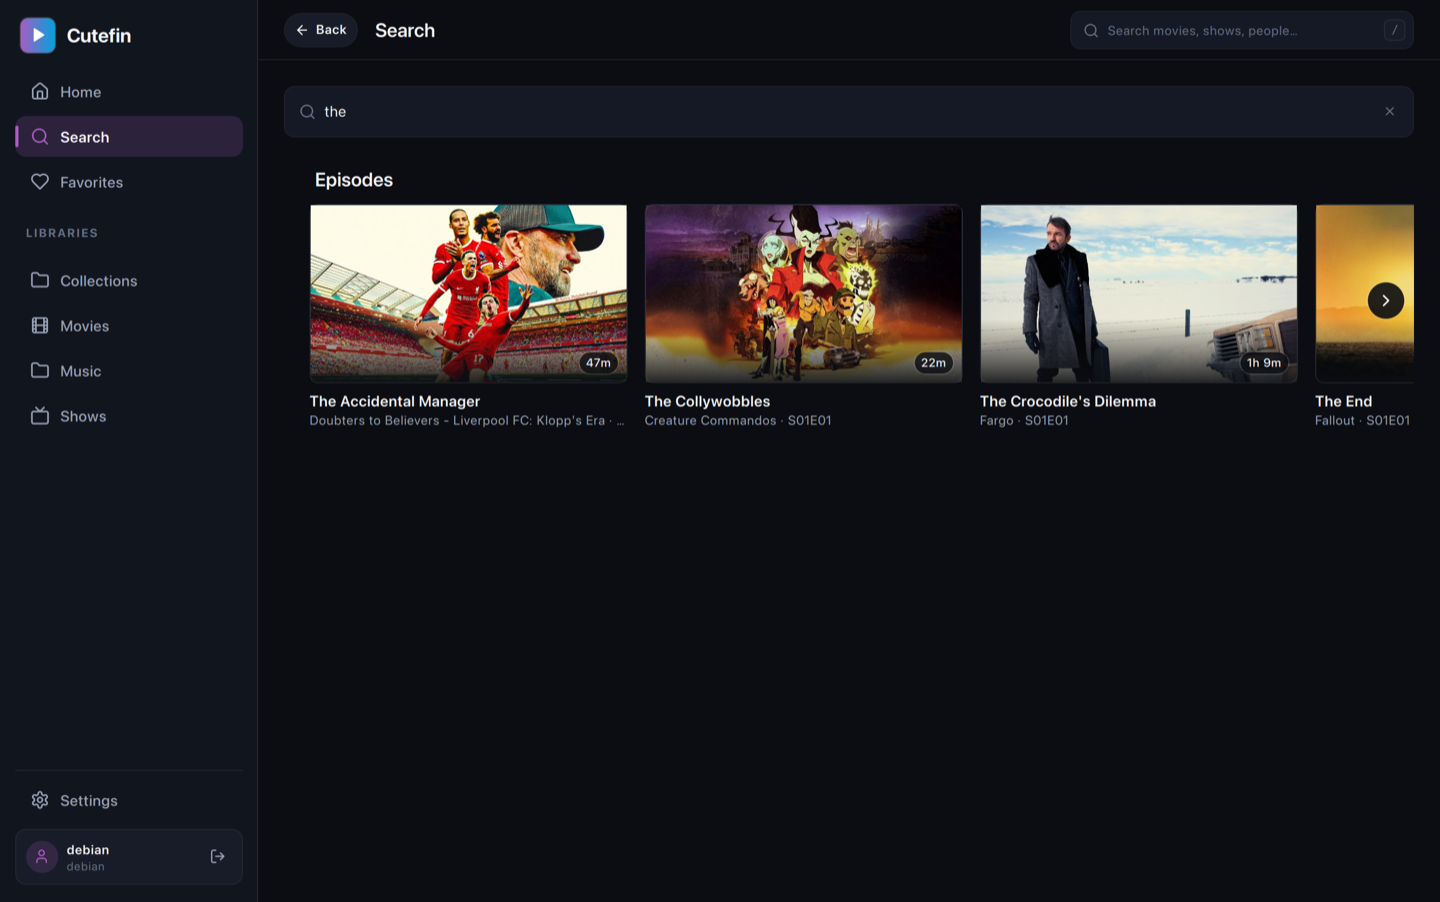 Cutefin
Home
Search
Favorites
LIBRARIES
Collections
Movies
Music
Shows
Settings
debian
debian
Back
Search
Search movies, shows, people…
/
the
Episodes
47m
The Accidental Manager
Doubters to Believers - Liverpool FC: Klopp's Era · …
22m
The Collywobbles
Creature Commandos · S01E01
1h 9m
The Crocodile's Dilemma
Fargo · S01E01
The End
Fallout · S01E01